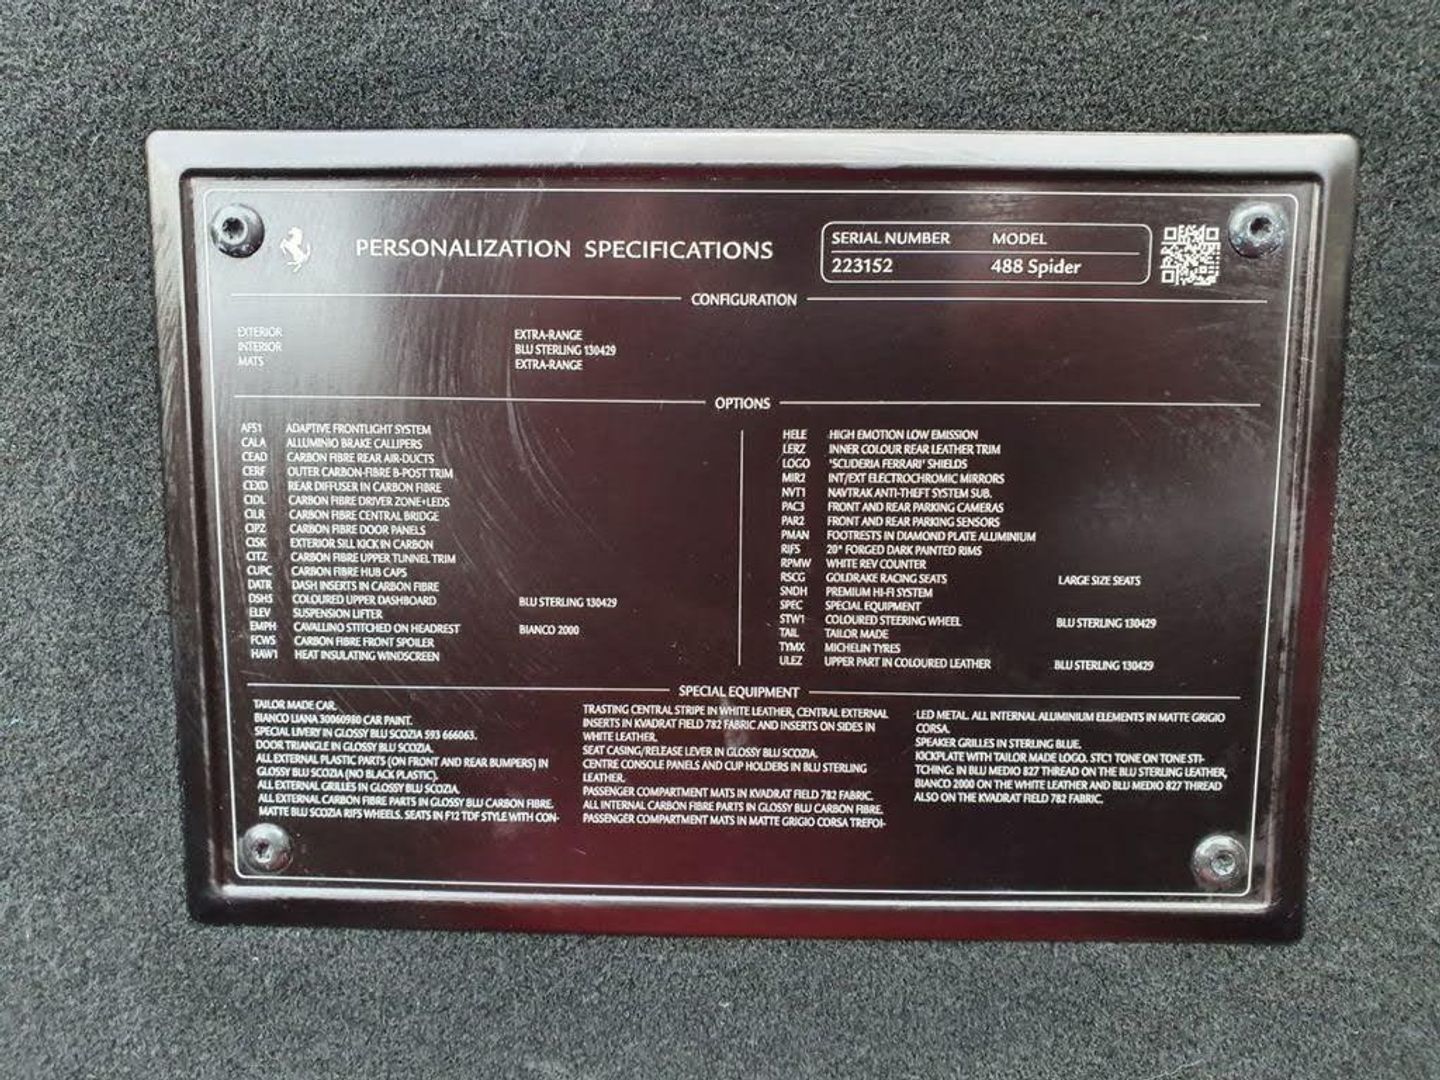 PERSONALIZATION SPECIFICATIONS
SERIAL NUMBER MODEL
223152 488 Spider
CONFIGURATION
EXTERIOR EXTRA-RANGE
INTERIOR BLU STERLING 130429
MATS EXTRA-RANGE
OPTIONS
AFS1 ADAPTIVE FRONTLIGHT SYSTEM
CALA ALLUMINIO BRAKE CALLIPERS
CEAD CARBON FIBRE REAR AIR-DUCTS
CERF OUTER CARBON-FIBRE B-POST TRIM
CEXD REAR DIFFUSER IN CARBON FIBRE
CIDL CARBON FIBRE DRIVER ZONE+LEDS
CILR CARBON FIBRE CENTRAL BRIDGE
CIPZ CARBON FIBRE DOOR PANELS
CISK EXTERIOR SILL KICK IN CARBON
CITZ CARBON FIBRE UPPER TUNNEL TRIM
CUPC CARBON FIBRE HUB CAPS
DATR DASH INSERTS IN CARBON FIBRE
DSH5 COLOURED UPPER DASHBOARD BLU STERLING 130429
ELEV SUSPENSION LIFTER
EMPH CAVALLINO STITCHED ON HEADREST BIANCO 2000
FCWS CARBON FIBRE FRONT SPOILER
HAW1 HEAT INSULATING WINDSCREEN
HELE HIGH EMOTION LOW EMISSION
LERZ INNER COLOUR REAR LEATHER TRIM
LOGO 'SCUDERIA FERRARI' SHIELDS
MIR2 INT/EXT ELECTROCHROMIC MIRRORS
NVT1 NAVTRAK ANTI-THEFT SYSTEM SUB.
PAC3 FRONT AND REAR PARKING CAMERAS
PAR2 FRONT AND REAR PARKING SENSORS
PMAN FOOTRESTS IN DIAMOND PLATE ALUMINIUM
RIFS 20" FORGED DARK PAINTED RIMS
RPMW WHITE REV COUNTER
RSCG GOLDRAKE RACING SEATS LARGE SIZE SEATS
SNDH PREMIUM HI-FI SYSTEM
SPEC SPECIAL EQUIPMENT
STW1 COLOURED STEERING WHEEL BLU STERLING 130429
TAIL TAILOR MADE
TYMX MICHELIN TYRES
ULEZ UPPER PART IN COLOURED LEATHER BLU STERLING 130429
SPECIAL EQUIPMENT
TAILOR MADE CAR.
BIANCO LIANA 30060980 CAR PAINT.
SPECIAL LIVERY IN GLOSSY BLU SCOZIA 593 666063.
DOOR TRIANGLE IN GLOSSY BLU SCOZIA.
ALL EXTERNAL PLASTIC PARTS (ON FRONT AND REAR BUMPERS) IN
GLOSSY BLU SCOZIA (NO BLACK PLASTIC).
ALL EXTERNAL GRILLES IN GLOSSY BLU SCOZIA.
ALL EXTERNAL CARBON FIBRE PARTS IN GLOSSY BLU CARBON FIBRE.
MATTE BLU SCOZIA RIFS WHEELS. SEATS IN F12 TDF STYLE WITH CON-
TRASTING CENTRAL STRIPE IN WHITE LEATHER, CENTRAL EXTERNAL
INSERTS IN KVADRAT FIELD 782 FABRIC AND INSERTS ON SIDES IN
WHITE LEATHER.
SEAT CASING/RELEASE LEVER IN GLOSSY BLU SCOZIA.
CENTRE CONSOLE PANELS AND CUP HOLDERS IN BLU STERLING
LEATHER.
PASSENGER COMPARTMENT MATS IN KVADRAT FIELD 782 FABRIC.
ALL INTERNAL CARBON FIBRE PARTS IN GLOSSY BLU CARBON FIBRE.
PASSENGER COMPARTMENT MATS IN MATTE GRIGIO CORSA TREFOI-
LED METAL. ALL INTERNAL ALUMINIUM ELEMENTS IN MATTE GRIGIO
CORSA.
SPEAKER GRILLES IN STERLING BLUE.
KICKPLATE WITH TAILOR MADE LOGO. STC1 TONE ON TONE STI-
TCHING: IN BLU MEDIO 827 THREAD ON THE BLU STERLING LEATHER,
BIANCO 2000 ON THE WHITE LEATHER AND BLU MEDIO 827 THREAD
ALSO ON THE KVADRAT FIELD 782 FABRIC.